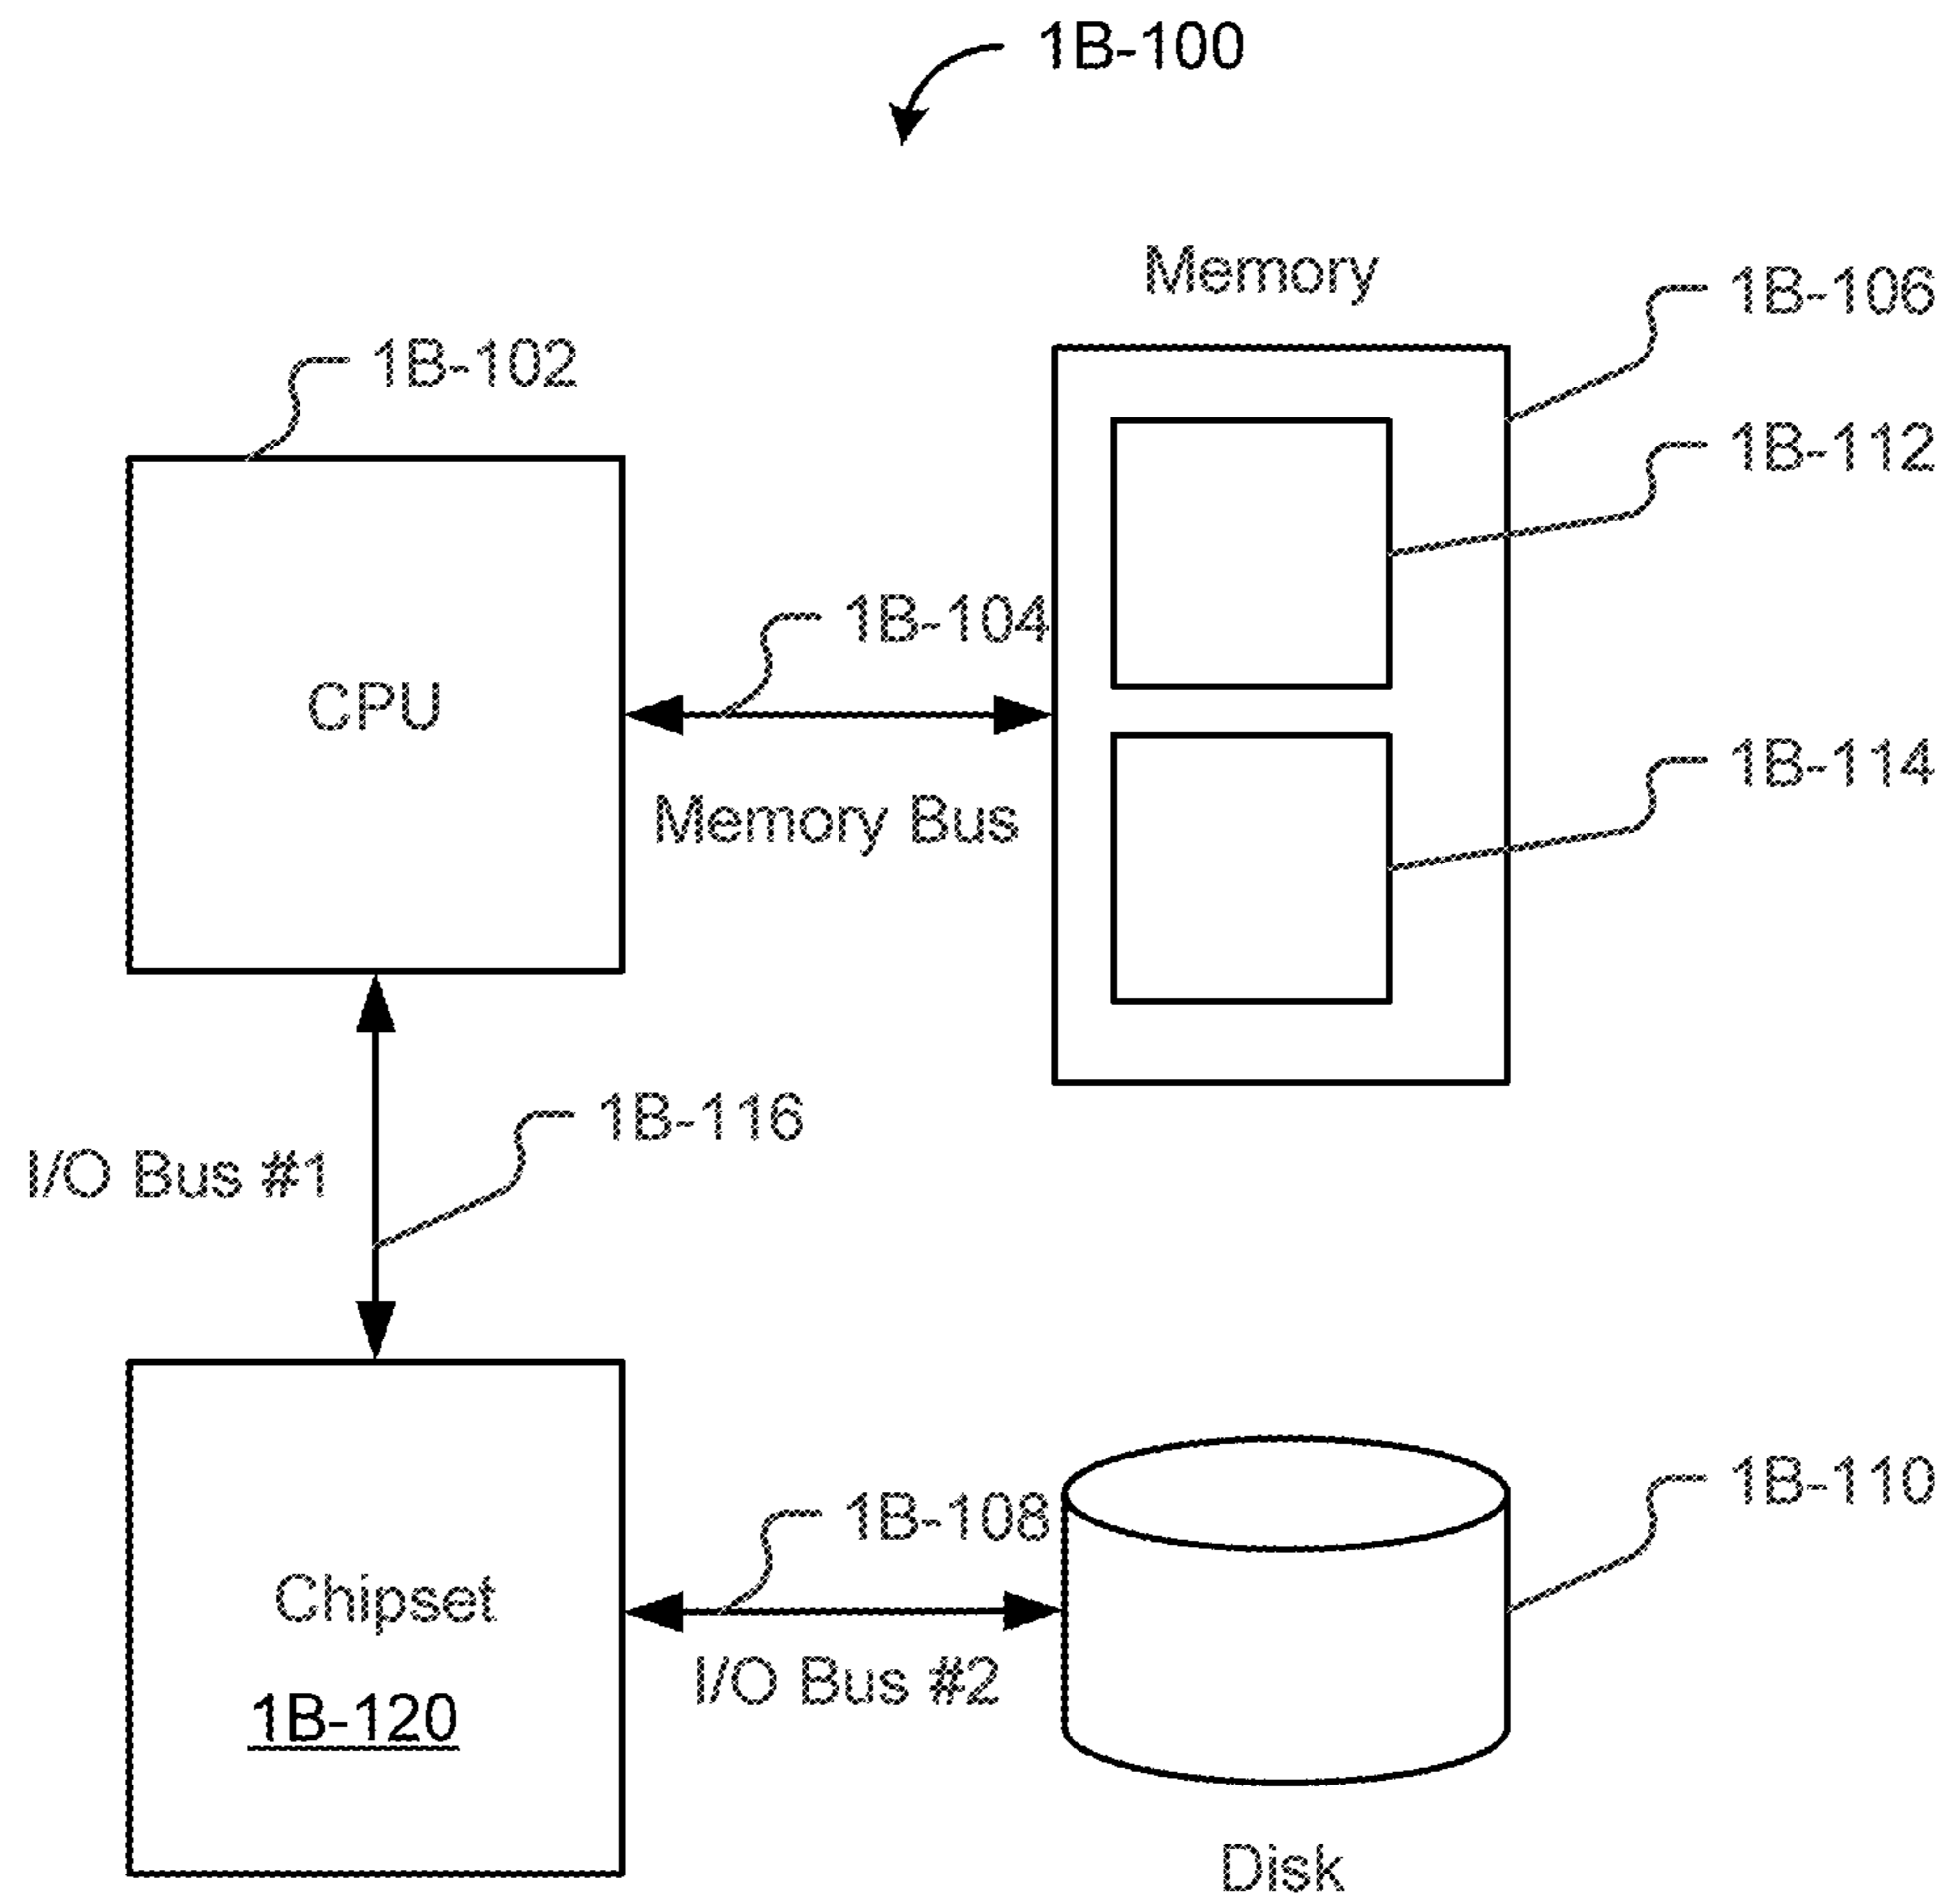 1B-100
Memory
1B-106
1B-102
1B-112
1B-104
CPU
1B-114
Memory Bus
1B-116
I/O Bus #1
1B-110
1B-108
Chipset
I/O Bus #2
1B-120
Disk